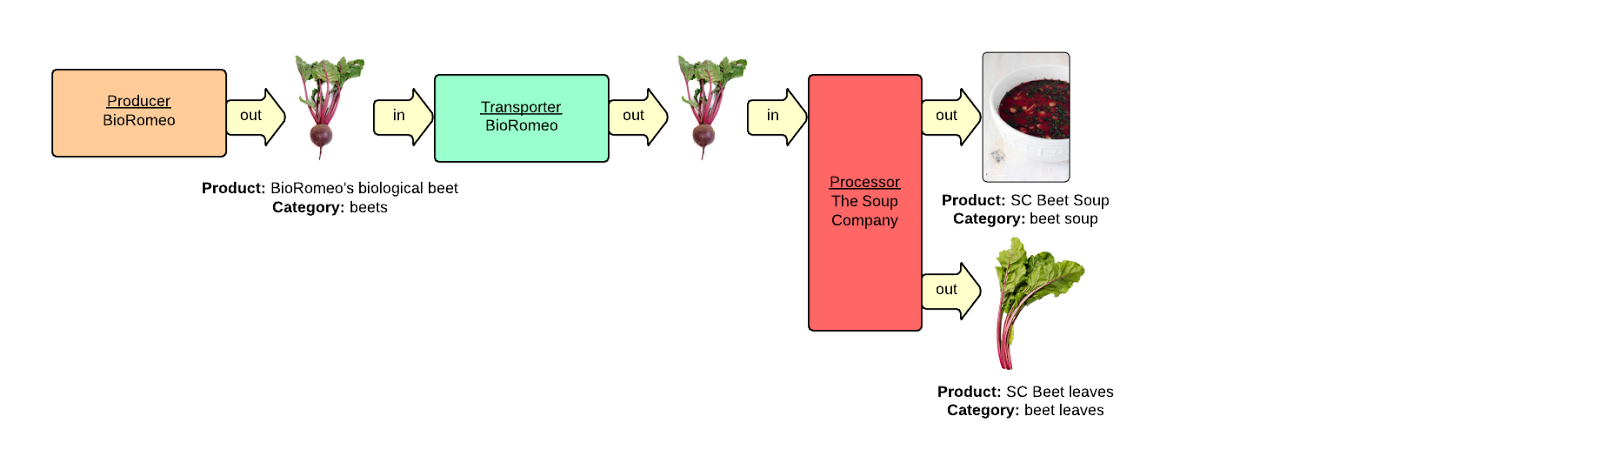 Producer
BioRomeo
out
in
Transporter
BioRomeo
out
in
Processor
The Soup
Company
out
out
Product: BioRomeo's biological beet
Category: beets
Product: SC Beet Soup
Category: beet soup
Product: SC Beet leaves
Category: beet leaves